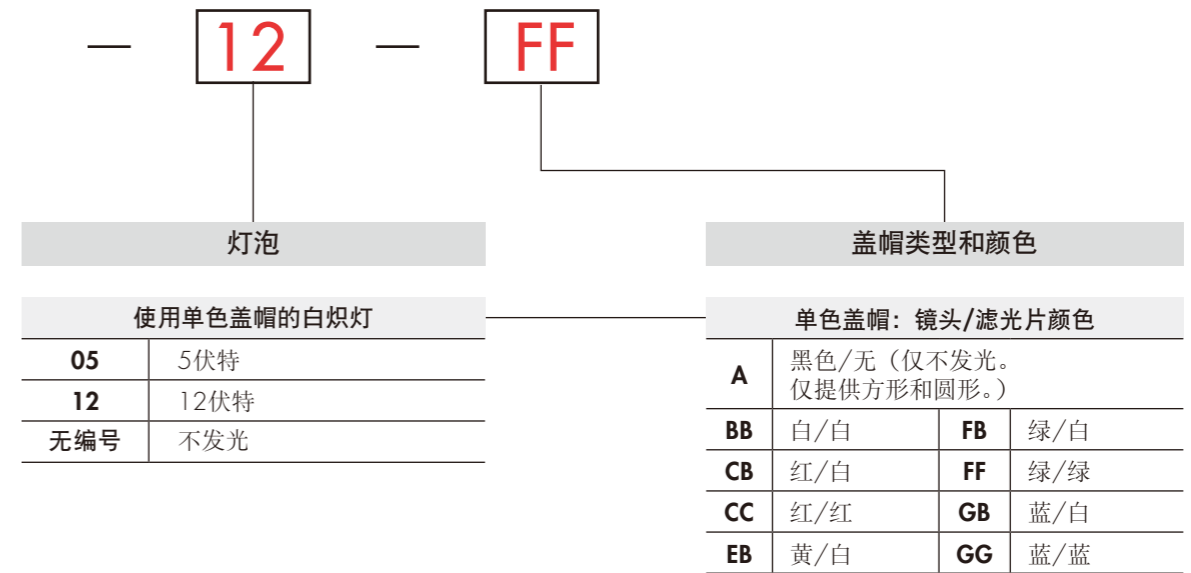 — 12 — FF
灯泡
盖帽类型和颜色
使用单色盖帽的白炽灯
05 5伏特
12 12伏特
无编号 不发光
单色盖帽：镜头/滤光片颜色
A 黑色/无（仅不发光。
仅提供方形和圆形。）
BB 白/白 FB 绿/白
CB 红/白 FF 绿/绿
CC 红/红 GB 蓝/白
EB 黄/白 GG 蓝/蓝